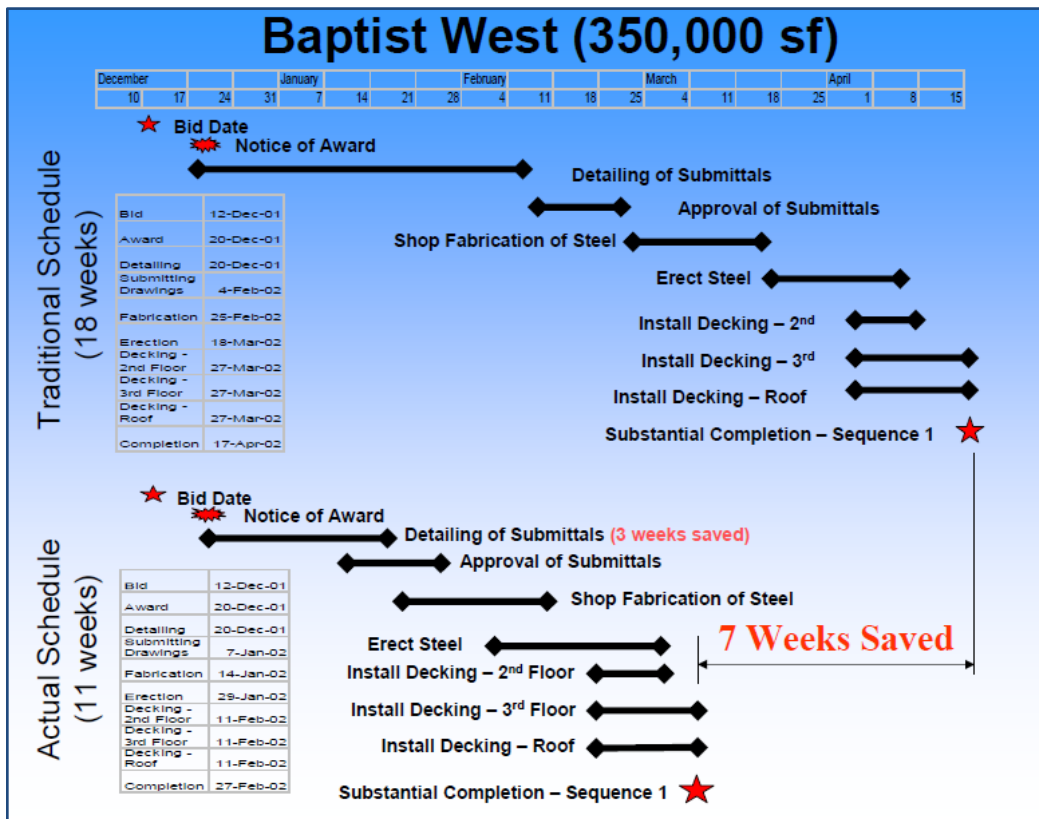 Baptist West (350,000 sf)
December January February March April
10 17 24 31 7 14 21 28 4 11 18 25 4 11 18 25 1 8 15
Traditional Schedule
(18 weeks)
Bid Date
Notice of Award
Detailing of Submittals
Approval of Submittals
Shop Fabrication of Steel
Erect Steel
Install Decking – 2nd
Install Decking – 3rd
Install Decking – Roof
Substantial Completion – Sequence 1
Bid 12-Dec-01
Award 20-Dec-01
Detailing 20-Dec-01
Submitting
Drawings 4-Feb-02
Fabrication 25-Feb-02
Erection 18-Mar-02
Decking -
2nd Floor 27-Mar-02
Decking -
3rd Floor 27-Mar-02
Decking -
Roof 27-Mar-02
Completion 17-Apr-02
Actual Schedule
(11 weeks)
Bid Date
Notice of Award
Detailing of Submittals (3 weeks saved)
Approval of Submittals
Shop Fabrication of Steel
Erect Steel
Install Decking – 2nd Floor
Install Decking – 3rd Floor
Install Decking – Roof
Substantial Completion – Sequence 1
7 Weeks Saved
Bid 12-Dec-01
Award 20-Dec-01
Detailing 20-Dec-01
Submitting
Drawings 7-Jan-02
Fabrication 14-Jan-02
Erection 29-Jan-02
Decking -
2nd Floor 11-Feb-02
Decking -
3rd Floor 11-Feb-02
Decking -
Roof 11-Feb-02
Completion 27-Feb-02